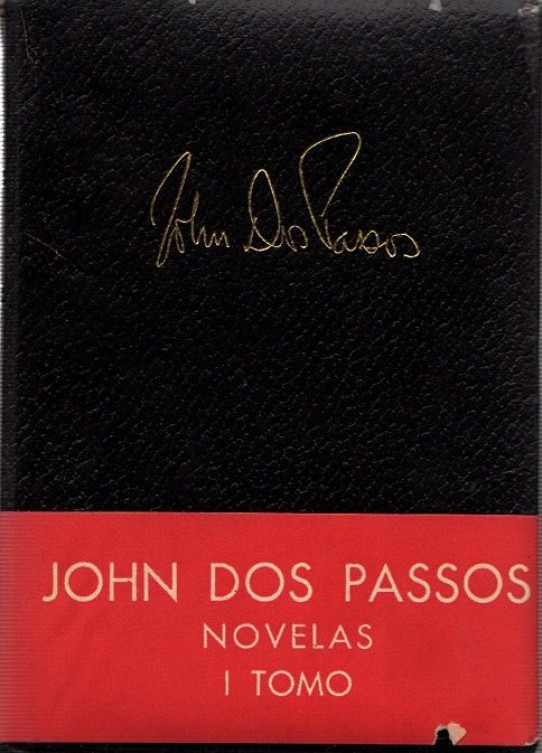 John Dos Passos
JOHN DOS PASSOS
NOVELAS
I TOMO